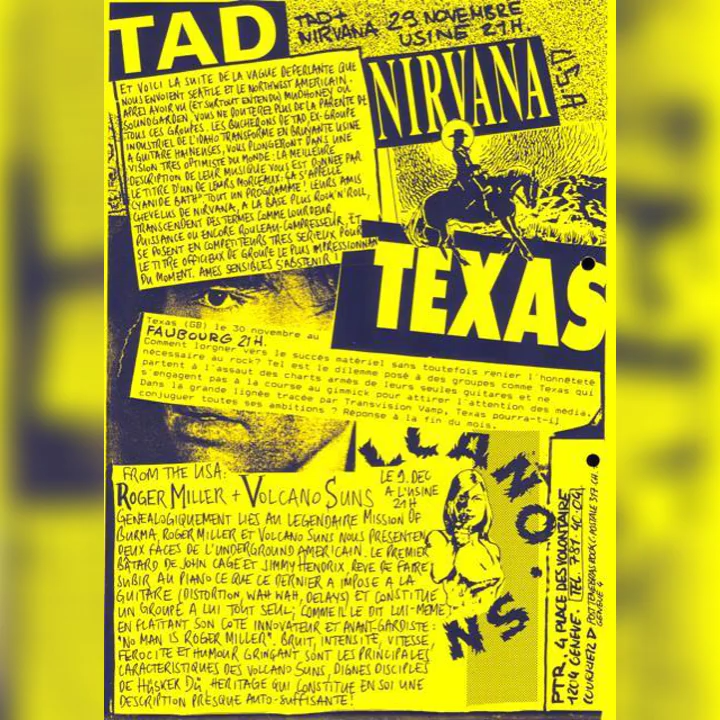 TAD
TAD +
NIRVANA 29 NOVEMBRE
USINE 21H.
ET VOICI LA SUITE DE LA VAGUE DEFERLANTE QUE
NOUS ENVOIENT SEATTLE ET LE NORTHWEST AMERICAIN.
APRES AVOIR VU (ET SURTOUT ENTENDU) MUDHONEY OU
SOUNDGARDEN, VOUS NE DOUTEREZ PLUS DE LA PARENTE DE
TOUS CES GROUPES. LES BUCHERONS DE TAD, EX-GROUPE
INDUSTRIEL DE L'IDAHO TRANSFORME EN BRUYANTE USINE
A GUITARE HAINEUSES, VOUS PLONGERONT DANS UNE
VISION TRES OPTIMISTE DU MONDE: LA MEILLEURE
DESCRIPTION DE LEUR MUSIQUE VOUS EST DONNEE PAR
LE TITRE D'UN DE LEURS MORCEAUX: CA S'APPELLE
"CYANIDE BATH". TOUT UN PROGRAMME! LEURS AMIS
CHEVELUS DE NIRVANA, A LA BASE PLUS ROCK'N'ROLL,
TRANSCENDENT DES TERMES COMME LOURDEUR,
PUISSANCE OU ENCORE ROULEAU-COMPRESSEUR, ET
SE POSENT EN COMPETITEURS TRES SERIEUX POUR
LE TITRE OFFICIEUX DE GROUPE LE PLUS IMPRESSIONNANT
DU MOMENT. AMES SENSIBLES S'ABSTENIR!
NIRVANA
U.S.A
TEXAS
Texas (GB) le 30 novembre au
FAUBOURG 21H.
Comment lorgner vers le succès matériel sans toutefois renier l'honnêteté
nécessaire au rock? Tel est le dilemme posé à des groupes comme Texas qui
partent à l'assaut des charts armés de leurs seules guitares et ne
s'engagent pas à la course au gimmick pour attirer l'attention des média.
Dans la grande lignée tracée par Transvision Vamp, Texas pourra-t-il
conjuguer toutes ses ambitions ? Réponse à la fin du mois.
FROM THE USA:
ROGER MILLER + VOLCANO SUNS
LE 9. DEC
A L'USINE
21H
GENEALOGIQUEMENT LIES AU LEGENDAIRE MISSION OF
BURMA, ROGER MILLER ET VOLCANO SUNS NOUS PRESENTENT
DEUX FACES DE L'UNDERGROUND AMERICAIN. LE PREMIER
BÂTARD DE JOHN CAGE ET JIMMY HENDRIX, REVE DE FAIRE
SUBIR AU PIANO CE QUE CE DERNIER A IMPOSE A LA
GUITARE (DISTORTION, WAH WAH, DELAYS) ET CONSTITUE
UN GROUPE A LUI TOUT SEUL; COMME IL LE DIT LUI-MEME
EN FLATTANT SON COTE INNOVATEUR ET AVANT-GARDISTE:
"NO MAN IS ROGER MILLER". BRUIT, INTENSITE, VITESSE,
FEROCITE ET HUMOUR GRINÇANT SONT LES PRINCIPALES
CARACTERISTIQUES DES VOLCANO SUNS, DIGNES DISCIPLES
DE HÜSKER DÜ, HERITAGE QUI CONSTITUE EN SOI UNE
DESCRIPTION PRESQUE AUTO-SUFFISANTE!
PTR. 4, PLACE DES VOLONTAIRES
1204 GENEVE. TEL. 781.40.04
COURRIER POST TENEBRAS ROCK C. POSTALE 317 CH.
GENEVE 4